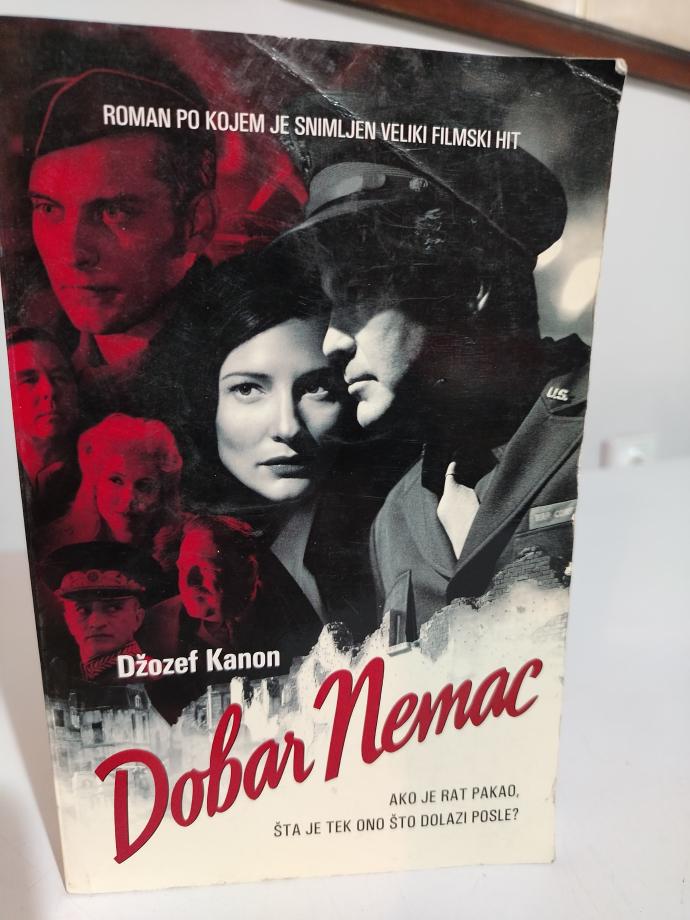 ROMAN PO KOJEM JE SNIMLJEN VELIKI FILMSKI HIT
U.S.
Džozef Kanon
Dobar Nemac
AKO JE RAT PAKAO,
ŠTA JE TEK ONO ŠTO DOLAZI POSLE?